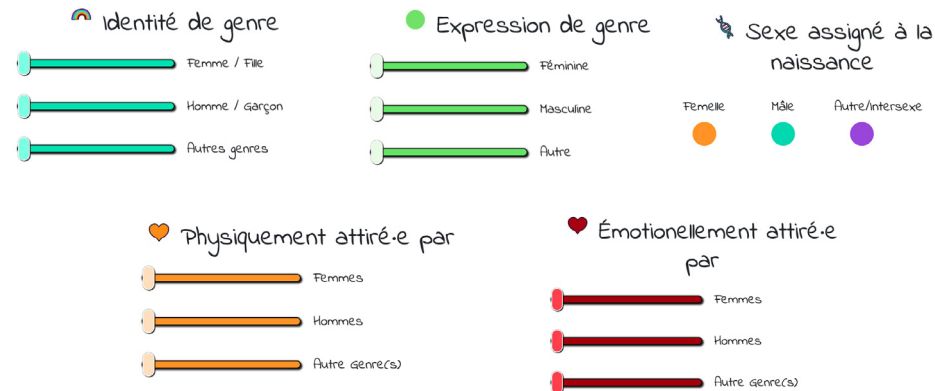 Identité de genre
Femme / Fille
Homme / Garçon
Autres genres
Expression de genre
Féminine
Masculine
Autre
Sexe assigné à la
naissance
Femelle
Mâle
Autre/Intersexe
Physiquement attiré·e par
Femmes
Hommes
Autre Genre(s)
Émotionellement attiré·e
par
Femmes
Hommes
Autre Genre(s)